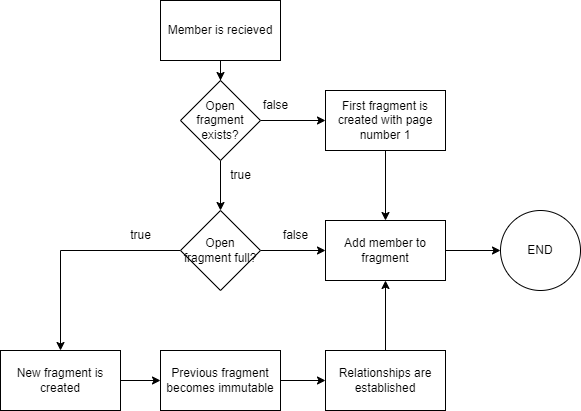 Member is recieved
Open
fragment
exists?
false
First fragment is
created with page
number 1
true
true
Open
fragment full?
false
Add member to
fragment
END
New fragment is
created
Previous fragment
becomes immutable
Relationships are
established